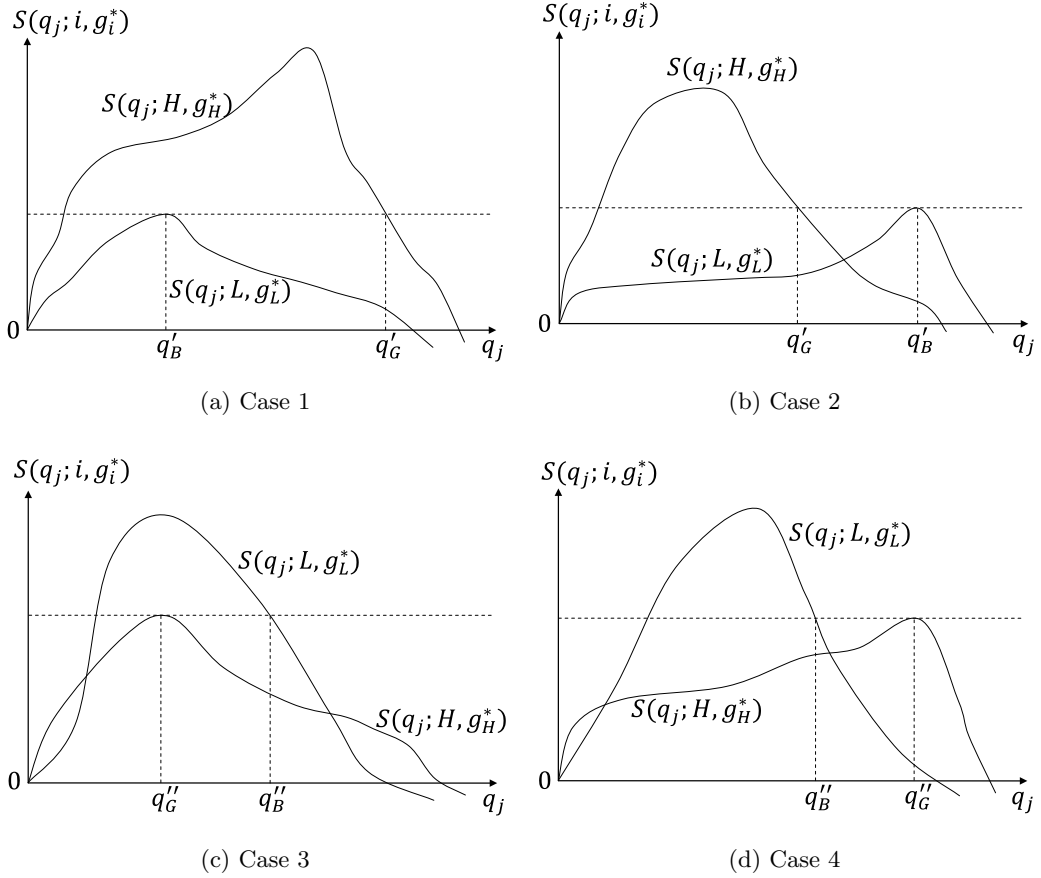 S(q_j; i, g_i^*)
S(q_j; H, g_H^*)
S(q_j; L, g_L^*)
0
q'_B
q'_G
q_j
(a) Case 1
S(q_j; i, g_i^*)
S(q_j; H, g_H^*)
S(q_j; L, g_L^*)
0
q'_G
q'_B
q_j
(b) Case 2
S(q_j; i, g_i^*)
S(q_j; L, g_L^*)
S(q_j; H, g_H^*)
0
q''_G
q''_B
q_j
(c) Case 3
S(q_j; i, g_i^*)
S(q_j; L, g_L^*)
S(q_j; H, g_H^*)
0
q''_B
q''_G
q_j
(d) Case 4